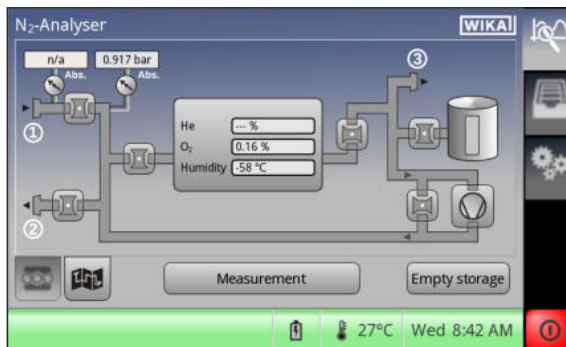 N₂-Analyser
WIKA
n/a
0.917 bar
Abs.
Abs.
③
①
He
--- %
O₂
0.16 %
Humidity
-58 °C
②
Measurement
Empty storage
27°C
Wed 8:42 AM